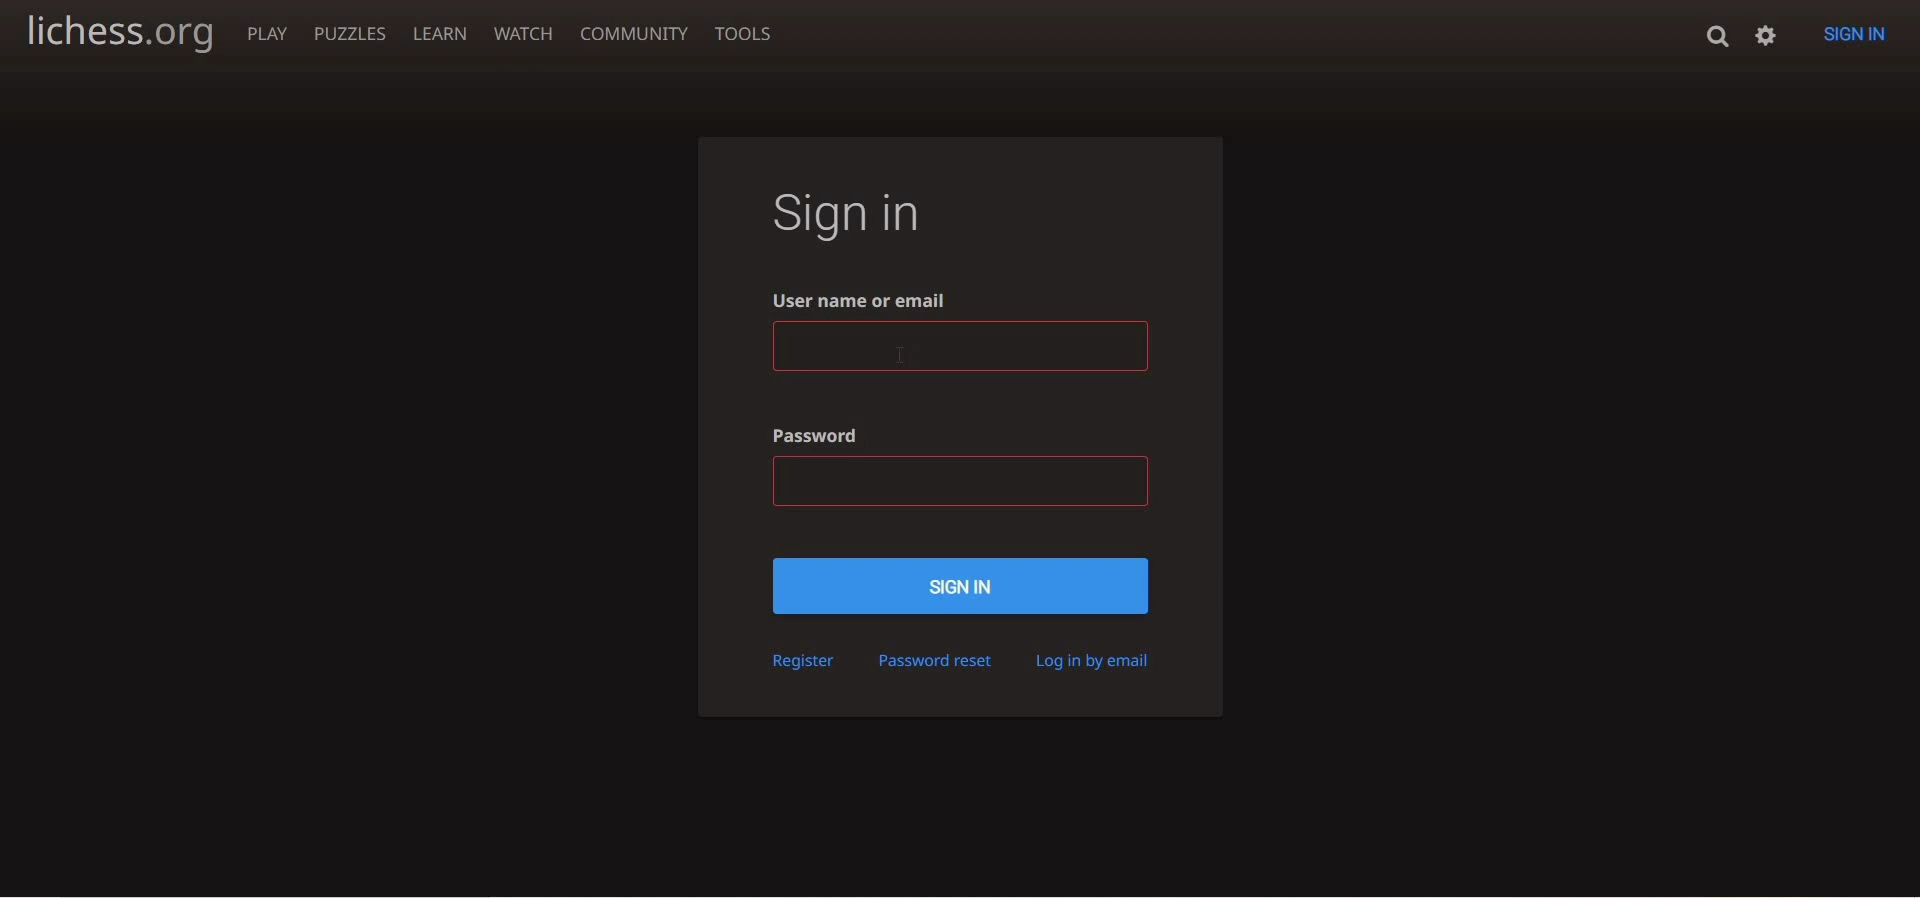 lichess.org PLAY PUZZLES LEARN WATCH COMMUNITY TOOLS SIGN IN
Sign in
User name or email
Password
SIGN IN
Register Password reset Log in by email